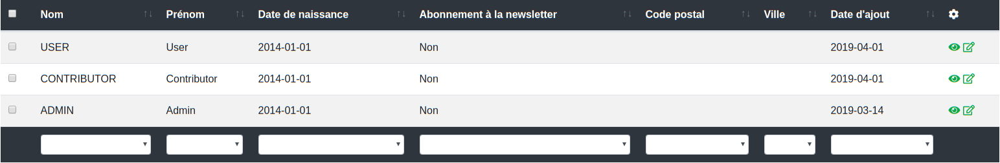 Nom Prénom Date de naissance Abonnement à la newsletter Code postal Ville Date d'ajout
USER User 2014-01-01 Non 2019-04-01
CONTRIBUTOR Contributor 2014-01-01 Non 2019-04-01
ADMIN Admin 2014-01-01 Non 2019-03-14